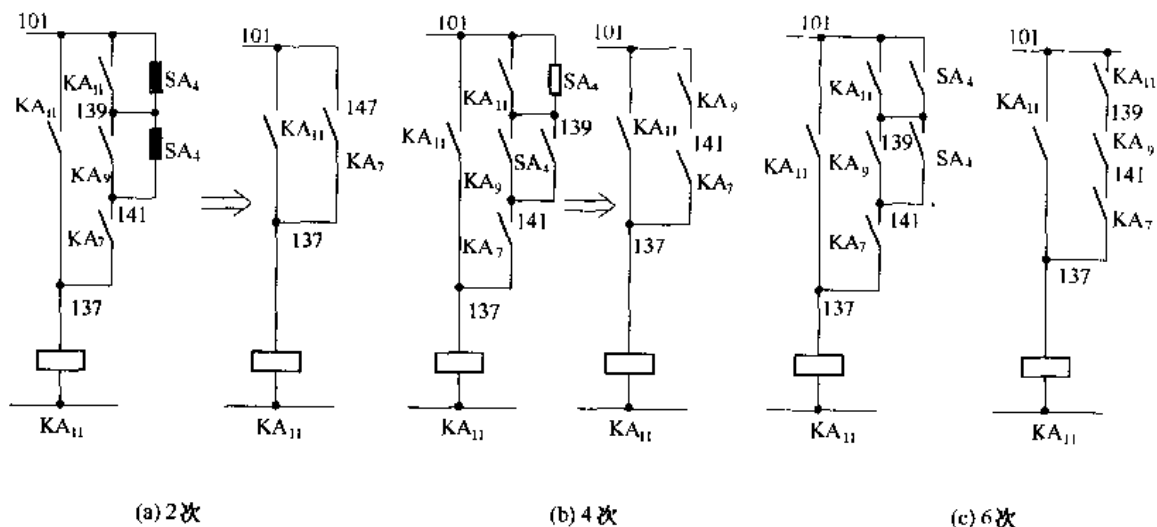 101
KA₁₁
KA₁₁
SA₄
139
SA₄
KA₉
141
KA₇
137
KA₁₁
101
KA₁₁
147
KA₇
137
KA₁₁
(a) 2次
101
KA₁₁
KA₁₁
SA₄
139
SA₄
KA₉
141
KA₇
137
KA₁₁
101
KA₁₁
KA₉
141
KA₇
137
KA₁₁
(b) 4次
101
KA₁₁
KA₁₁
SA₄
139
KA₉
SA₄
141
KA₇
137
KA₁₁
101
KA₁₁
KA₁₁
139
KA₉
141
KA₇
137
KA₁₁
(c) 6次